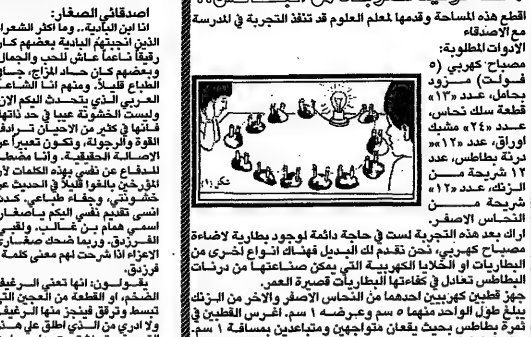 اقطع هذه المساحة وقدمها لمعلم العلوم قد تنفذ التجربة في المدرسة
مع الاصدقاء
الادوات المطلوبة:
مصباح كهربي (٥
فولت) مزود
بحامل، عدد «١٣»
قطعة سلك نحاس،
عدد «٢٤» مشبك
اوراق، عدد «١٢»
درنة بطاطس، عدد
١٢ شريحة من
الزنك، عدد «١٢»
شريحة من
النحاس الاصفر.
شكل (١)
اراك بعد هذه التجربة لست في حاجة دائمة لوجود بطارية لاضاءة
مصباح كهربي، نحن نقدم لك البديل فهناك انواع اخرى من
البطاريات او الخلايا الكهربية التي يمكن صناعتها من درنات
البطاطس تعادل في كفاءتها البطاريات قصيرة العمر.
جهز قطبين كهربيين احدهما من النحاس الاصفر والاخر من الزنك
يبلغ طول الواحد منهما ٥ سم وعرضه ١ سم. اغرس القطبين في
ثمرة بطاطس بحيث يقعان متواجهين ومتباعدين بمسافة ١ سم.
اصدقائي الصغار:
انا ابن البادية.. وما اكثر الشعراء
الذين انجبتهم البادية بعضهم كان
رقيقا ناعما عاش للحب والجمال
وبعضهم كان حاد المزاج، جاف
الطباع قليلا. ومنهم انا الشاعر
العربي الذي يتحدث اليكم الان
وليست الخشونة عيبا في حد ذاتها
فانها في كثير من الاحيان ترادف
القوة والرجولة، وتكون تعبيرا عن
الاصالة الحقيقية. وانا مضطر
للدفاع عن نفسي بهذه الكلمات لأن
المؤرخين بالغوا قليلا في الحديث عن
خشونتي، وجفاء طباعي. كدت
انسى تقديم نفسي اليكم ياصغار
اسمي همام بن غالب. ولقبي
الفرزدق. وربما ضحك صغاري
الاعزاء اذا شرحت لهم معنى كلمة
فرزدق.
يقولون: انها تعني الرغيف
الضخم، او القطعة من العجين التي
تبسط وترقق فينجز منها الرغيف
ولا ادري من الذي اطلق علي هذا